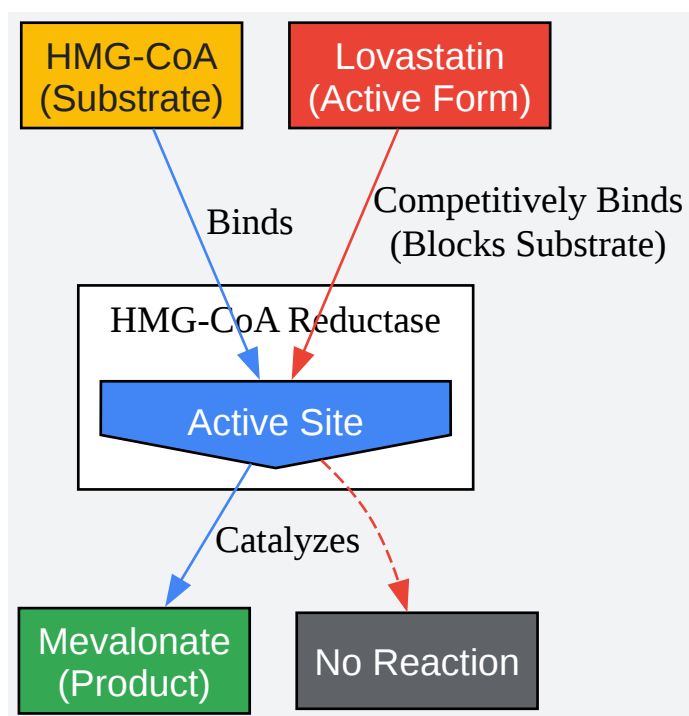 HMG-CoA
(Substrate)
Lovastatin
(Active Form)
Binds
Competitively Binds
(Blocks Substrate)
HMG-CoA Reductase
Active Site
Catalyzes
Mevalonate
(Product)
No Reaction